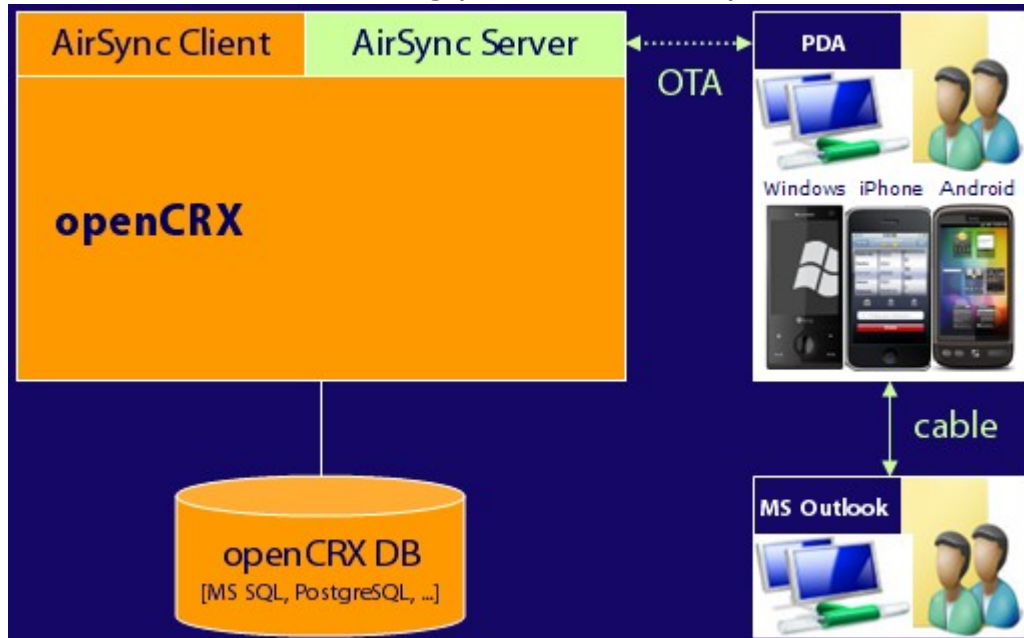 AirSync Client
AirSync Server
PDA
OTA
openCRX
Windows iPhone Android
cable
MS Outlook
openCRX DB
[MS SQL, PostgreSQL, ...]